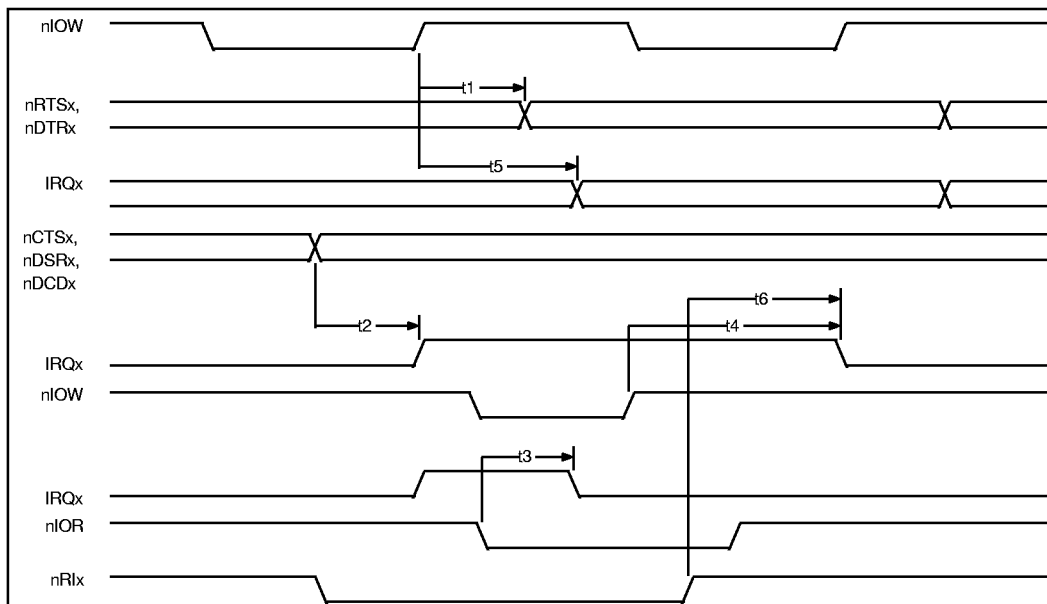 nIOW
t1
nRTSx,
nDTRx
t5
IRQx
nCTSx,
nDSRx,
nDCDx
t6
t2
t4
IRQx
nIOW
t3
IRQx
nIOR
nRIx